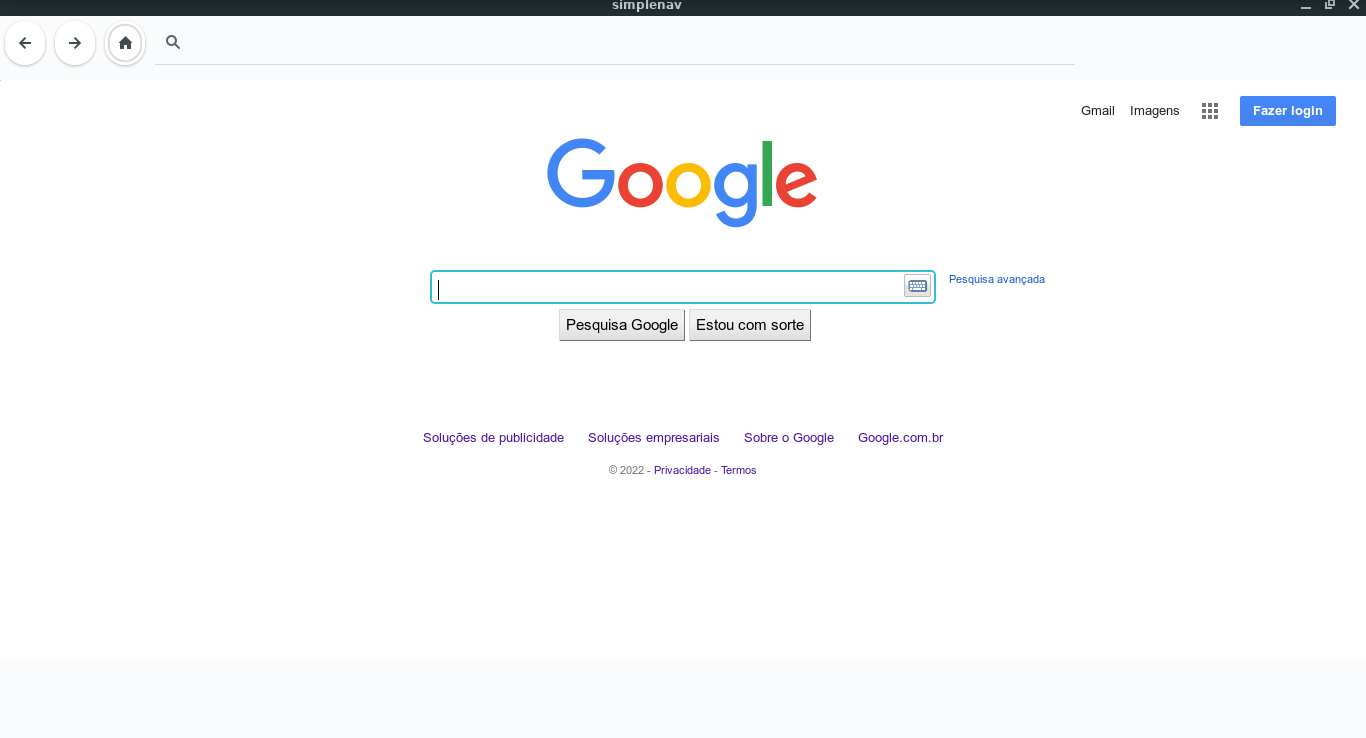 simplenav
Gmail Imagens Fazer login
Google
Pesquisa avançada
Pesquisa Google Estou com sorte
Soluções de publicidade Soluções empresariais Sobre o Google Google.com.br
© 2022 - Privacidade - Termos